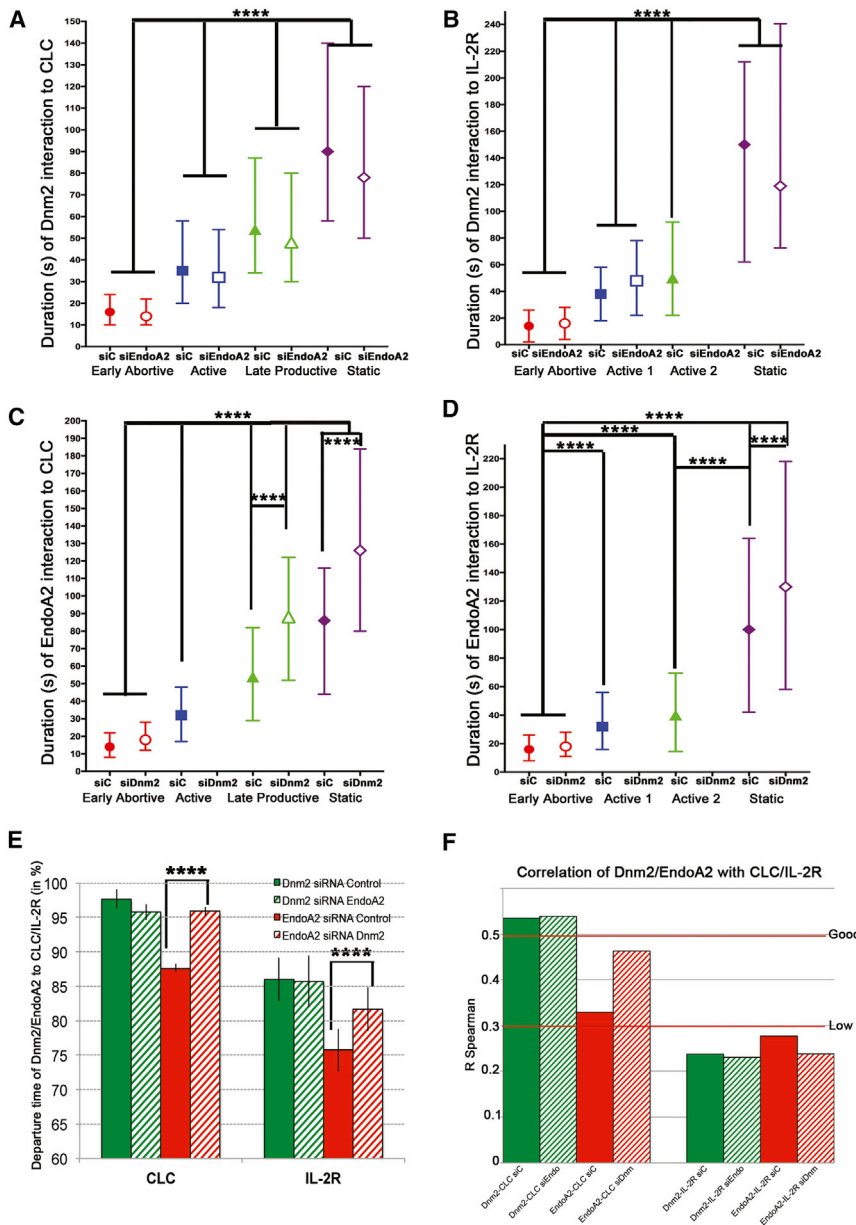 A
Duration (s) of Dnm2 interaction to CLC
****
150
140
130
120
110
100
90
80
70
60
50
40
30
20
10
0
siC siEndoA2 siC siEndoA2 siC siEndoA2 siC siEndoA2
Early Abortive Active Late Productive Static
B
Duration (s) of Dnm2 interaction to IL-2R
****
240
220
200
180
160
140
120
100
80
60
40
20
0
siC siEndoA2 siC siEndoA2 siC siEndoA2 siC siEndoA2
Early Abortive Active 1 Active 2 Static
C
Duration (s) of EndoA2 interaction to CLC
****
****
****
200
190
180
170
160
150
140
130
120
110
100
90
80
70
60
50
40
30
20
10
0
siC siDnm2 siC siDnm2 siC siDnm2 siC siDnm2
Early Abortive Active Late Productive Static
D
Duration (s) of EndoA2 interaction to IL-2R
****
****
****
****
****
220
200
180
160
140
120
100
80
60
40
20
0
siC siDnm2 siC siDnm2 siC siDnm2 siC siDnm2
Early Abortive Active 1 Active 2 Static
E
Departure time of Dnm2/EndoA2 to CLC/IL-2R (in %)
100
95
90
85
80
75
70
65
60
****
****
Dnm2 siRNA Control
Dnm2 siRNA EndoA2
EndoA2 siRNA Control
EndoA2 siRNA Dnm2
CLC IL-2R
F
Correlation of Dnm2/EndoA2 with CLC/IL-2R
R Spearman
0.5
0.4
0.3
0.2
0.1
0
Good
Low
Dnm2-CLC siC
Dnm2-CLC siEndo
EndoA2-CLC siC
EndoA2-CLC siDnm
Dnm2-IL-2R siC
Dnm2-IL-2R siEndo
EndoA2-IL-2R siC
EndoA2-IL-2R siDnm